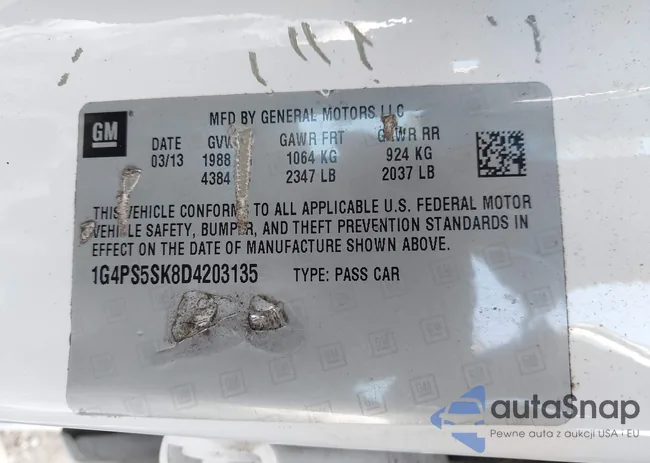 GM
MFD BY GENERAL MOTORS LLC
DATE GVW GAWR FRT GAWR RR
03/13 1988 1064 KG 924 KG
4384 2347 LB 2037 LB
THIS VEHICLE CONFORMS TO ALL APPLICABLE U.S. FEDERAL MOTOR
VEHICLE SAFETY, BUMPER, AND THEFT PREVENTION STANDARDS IN
EFFECT ON THE DATE OF MANUFACTURE SHOWN ABOVE.
1G4PS5SK8D4203135 TYPE: PASS CAR
autaSnap
Pewne auta z aukcji USA i EU